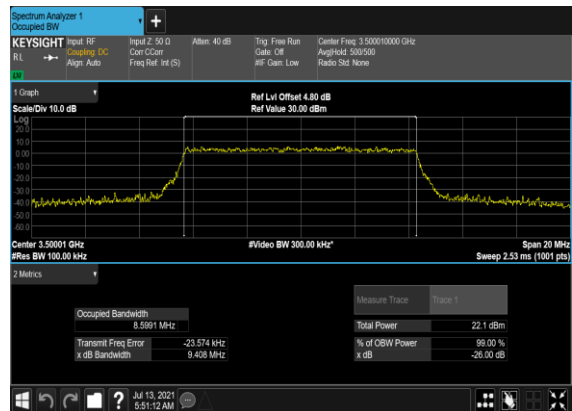 Spectrum Analyzer 1
Occupied BW
+
KEYSIGHT
RL
LW
Input: RF
Coupling: DC
Align: Auto
Input Z: 50 Ω
Corr CCorr
Freq Ref: Int (S)
Atten: 40 dB
Trig: Free Run
Gate: Off
#IF Gain: Low
Center Freq: 3.500010000 GHz
Avg|Hold: 500/500
Radio Std: None
1 Graph
Scale/Div 10.0 dB
Ref Lvl Offset 4.80 dB
Ref Value 30.00 dBm
Log
20.0
10.0
0.00
-10.0
-20.0
-30.0
-40.0
-50.0
-60.0
Center 3.50001 GHz
#Res BW 100.00 kHz
#Video BW 300.00 kHz*
Span 20 MHz
Sweep 2.53 ms (1001 pts)
2 Metrics
Measure Trace Trace 1
Occupied Bandwidth
8.5991 MHz
Total Power 22.1 dBm
Transmit Freq Error -23.574 kHz
x dB Bandwidth 9.408 MHz
% of OBW Power 99.00 %
x dB -26.00 dB
?
Jul 13, 2021
5:51:12 AM